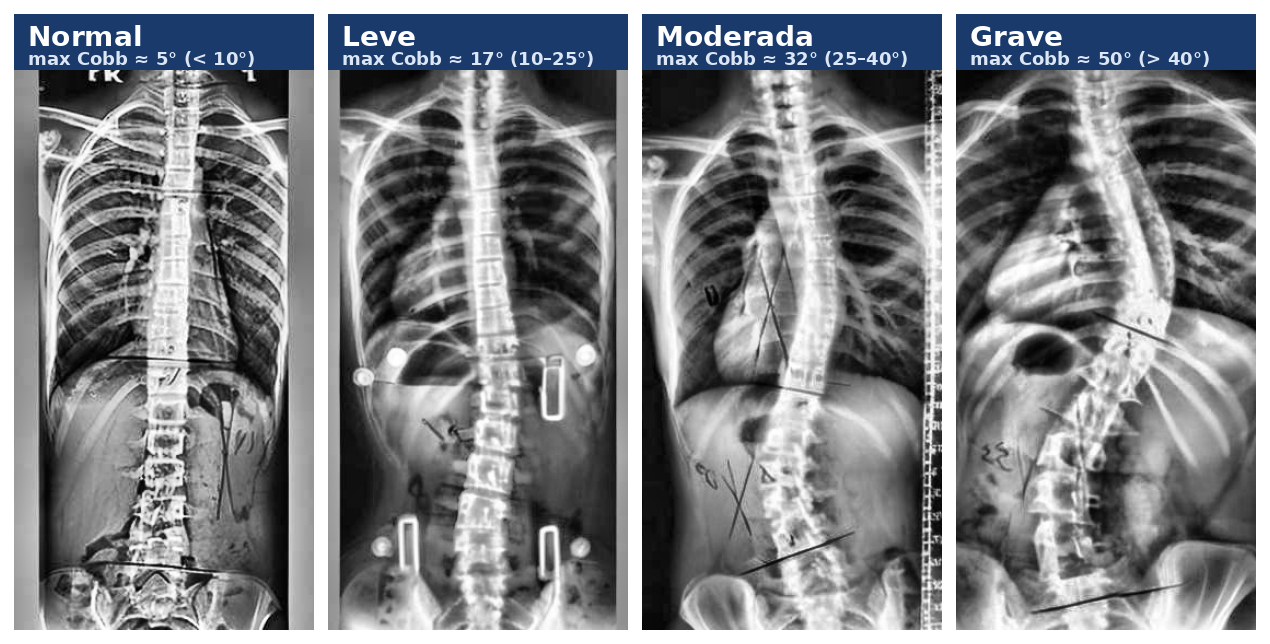 Normal
max Cobb ≈ 5° (< 10°)
Leve
max Cobb ≈ 17° (10–25°)
Moderada
max Cobb ≈ 32° (25–40°)
Grave
max Cobb ≈ 50° (> 40°)